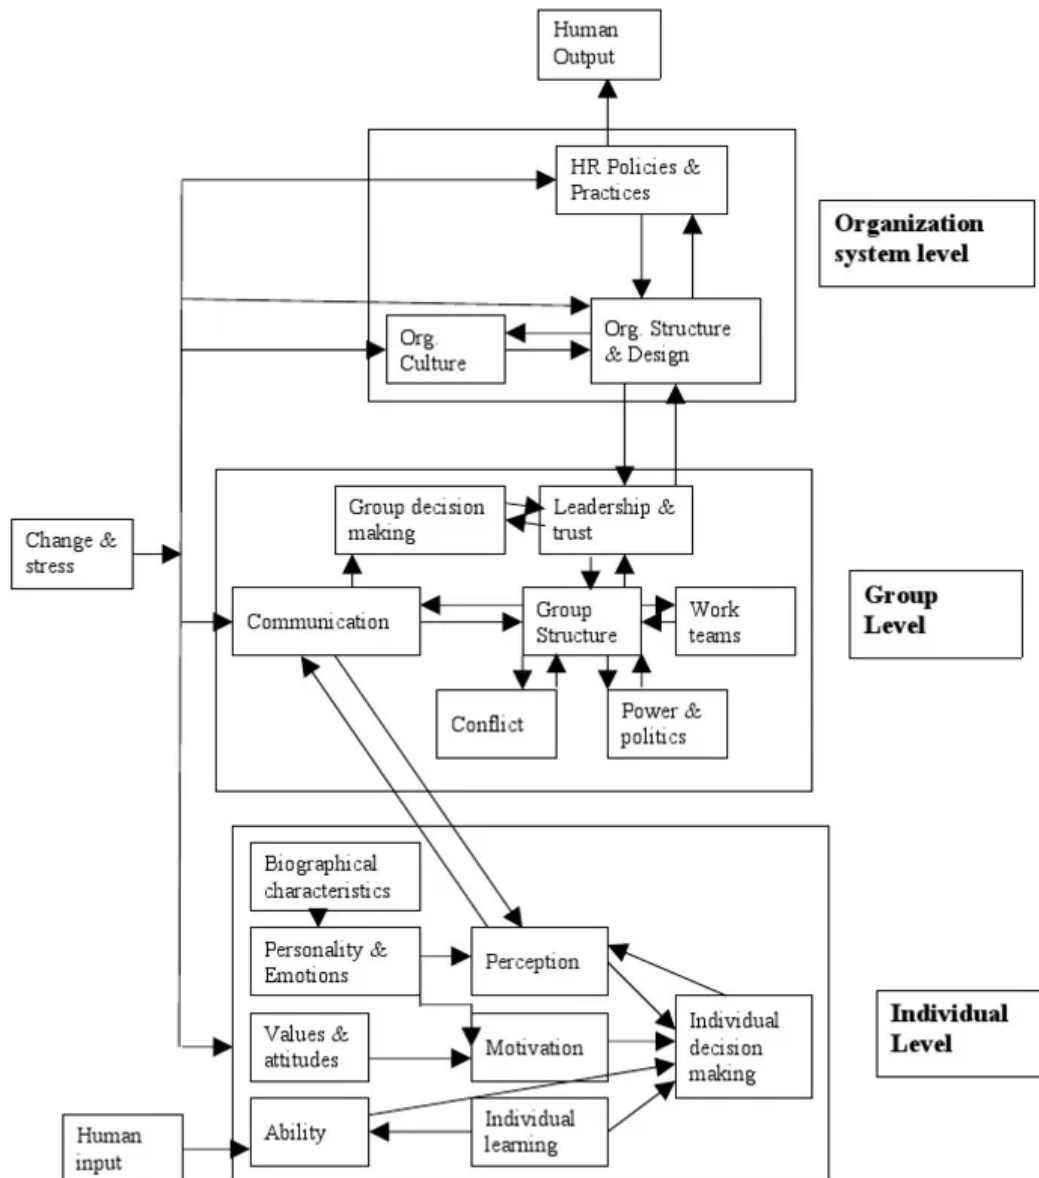 Human
Output
HR Policies &
Practices
Organization
system level
Org.
Culture
Org. Structure
& Design
Group decision
making
Leadership &
trust
Change &
stress
Communication
Group
Structure
Work
teams
Group
Level
Conflict
Power &
politics
Biographical
characteristics
Personality &
Emotions
Perception
Values &
attitudes
Motivation
Individual
decision
making
Individual
Level
Ability
Individual
learning
Human
input